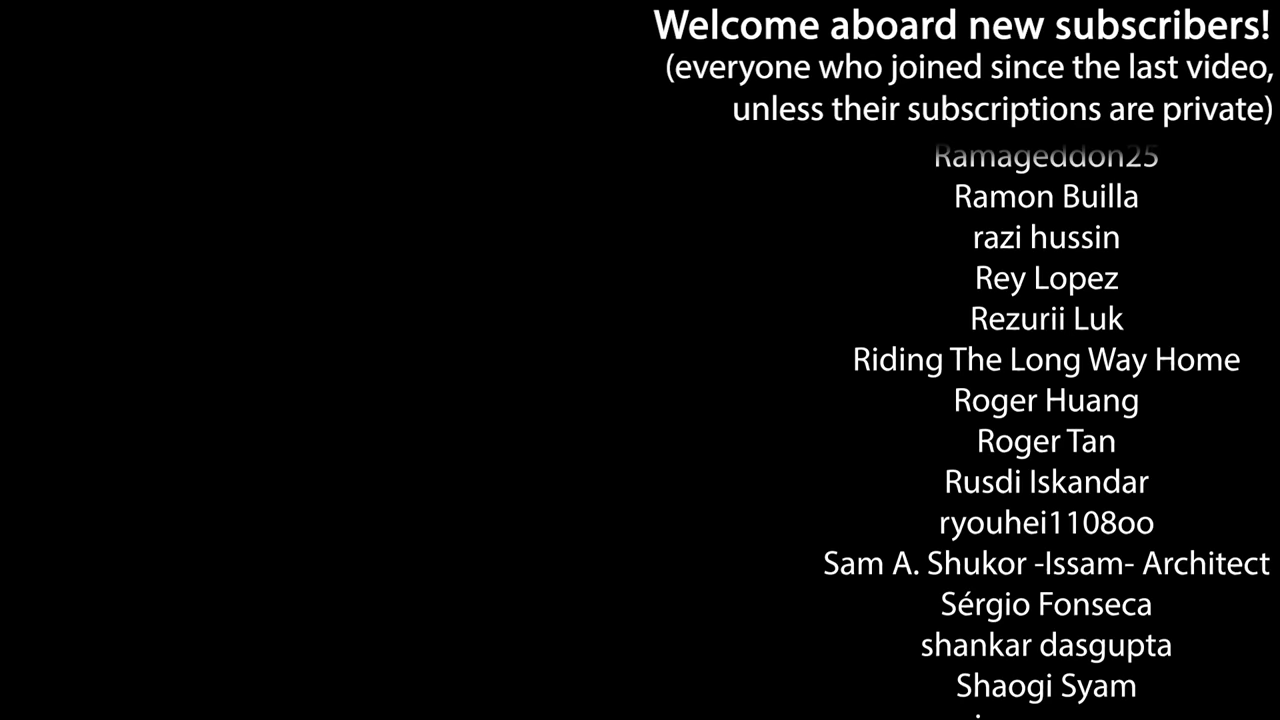 Welcome aboard new subscribers!
(everyone who joined since the last video,
unless their subscriptions are private)
Ramageddon25
Ramon Builla
razi hussin
Rey Lopez
Rezurii Luk
Riding The Long Way Home
Roger Huang
Roger Tan
Rusdi Iskandar
ryouhei1108oo
Sam A. Shukor -Issam- Architect
Sérgio Fonseca
shankar dasgupta
Shaogi Syam